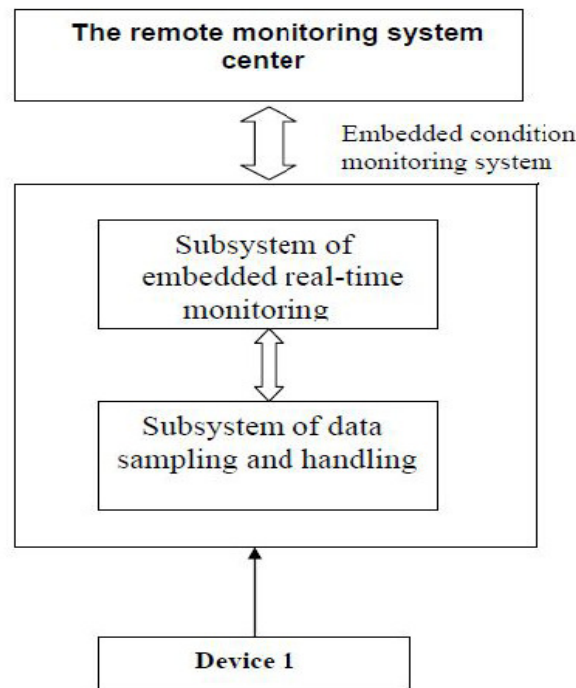 The remote monitoring system
center
Embedded condition
monitoring system
Subsystem of
embedded real-time
monitoring
Subsystem of data
sampling and handling
Device 1